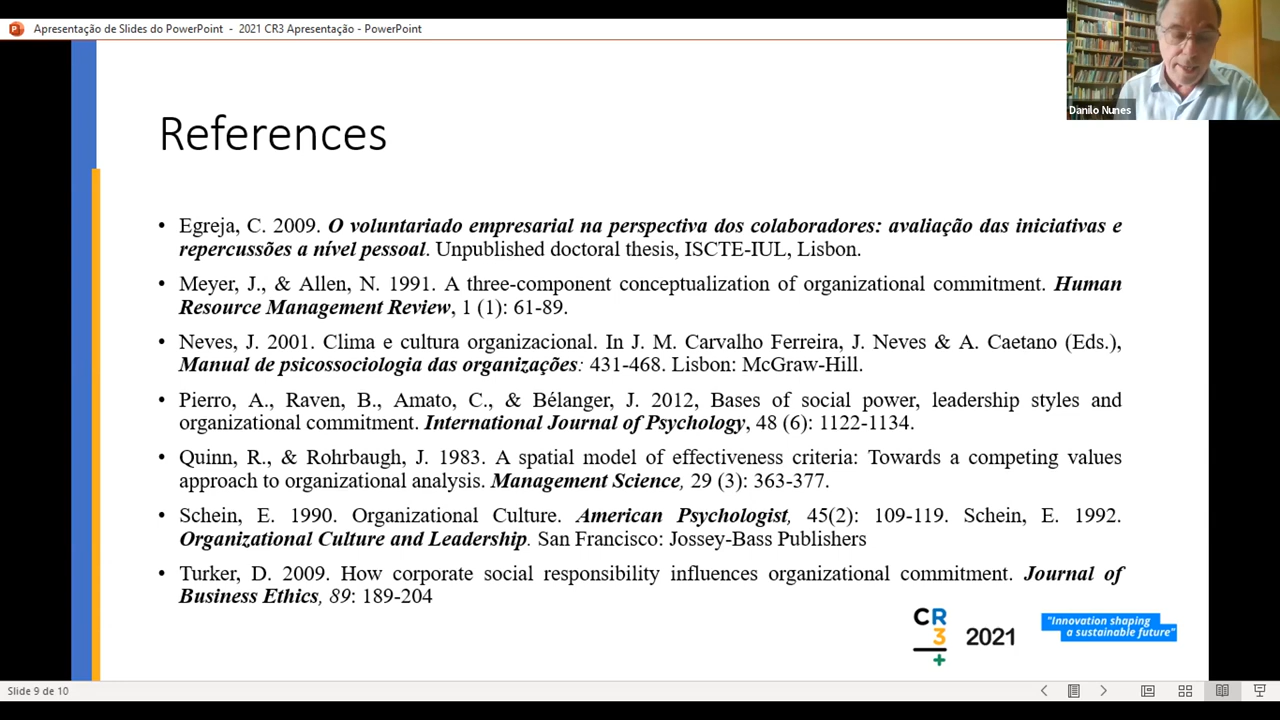 Apresentação de Slides do PowerPoint - 2021 CR3 Apresentação - PowerPoint
Danilo Nunes
References
• Egreja, C. 2009. O voluntariado empresarial na perspectiva dos colaboradores: avaliação das iniciativas e
repercussões a nível pessoal. Unpublished doctoral thesis, ISCTE-IUL, Lisbon.
• Meyer, J., & Allen, N. 1991. A three-component conceptualization of organizational commitment. Human
Resource Management Review, 1 (1): 61-89.
• Neves, J. 2001. Clima e cultura organizacional. In J. M. Carvalho Ferreira, J. Neves & A. Caetano (Eds.),
Manual de psicossociologia das organizações: 431-468. Lisbon: McGraw-Hill.
• Pierro, A., Raven, B., Amato, C., & Bélanger, J. 2012, Bases of social power, leadership styles and
organizational commitment. International Journal of Psychology, 48 (6): 1122-1134.
• Quinn, R., & Rohrbaugh, J. 1983. A spatial model of effectiveness criteria: Towards a competing values
approach to organizational analysis. Management Science, 29 (3): 363-377.
• Schein, E. 1990. Organizational Culture. American Psychologist, 45(2): 109-119. Schein, E. 1992.
Organizational Culture and Leadership. San Francisco: Jossey-Bass Publishers
• Turker, D. 2009. How corporate social responsibility influences organizational commitment. Journal of
Business Ethics, 89: 189-204
CR
3
+
2021
"Innovation shaping
a sustainable future"
Slide 9 de 10